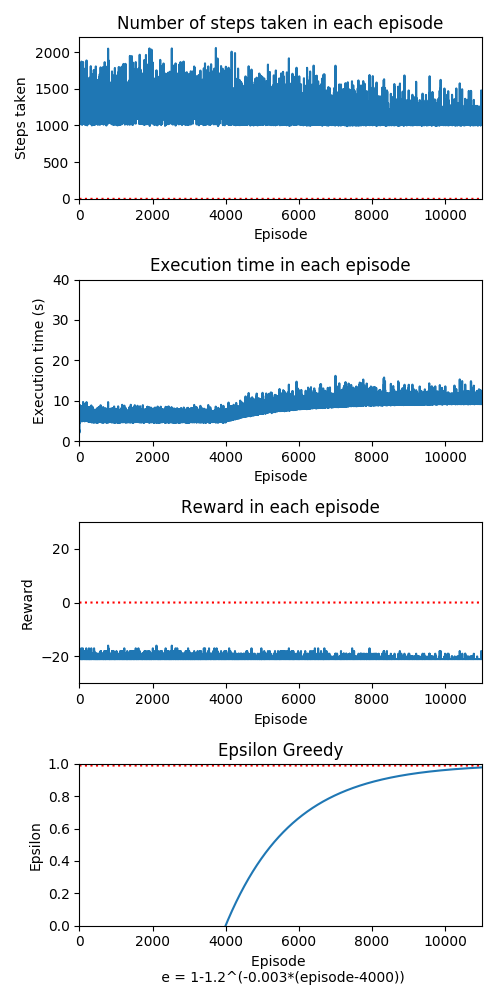 Number of steps taken in each episode
2000
1500
1000
500
0
Steps taken
0 2000 4000 6000 8000 10000
Episode
Execution time in each episode
40
30
20
10
0
Execution time (s)
0 2000 4000 6000 8000 10000
Episode
Reward in each episode
20
0
−20
Reward
0 2000 4000 6000 8000 10000
Episode
Epsilon Greedy
1.0
0.8
0.6
0.4
0.2
0.0
Epsilon
0 2000 4000 6000 8000 10000
Episode
e = 1-1.2^(-0.003*(episode-4000))